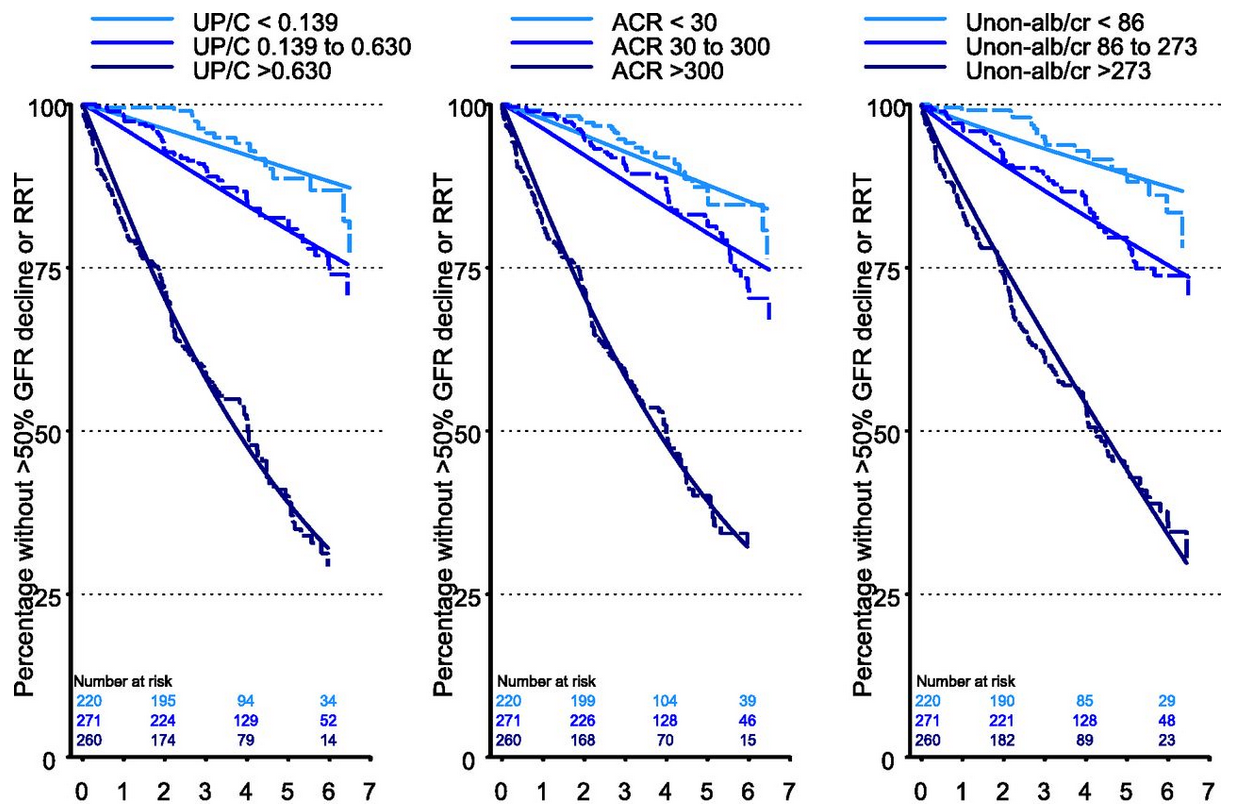 UP/C < 0.139
UP/C 0.139 to 0.630
UP/C >0.630
Percentage without >50% GFR decline or RRT
100
75
50
25
0
Number at risk
220 195 94 34
271 224 129 52
260 174 79 14
0 1 2 3 4 5 6 7
ACR < 30
ACR 30 to 300
ACR >300
Percentage without >50% GFR decline or RRT
100
75
50
25
0
Number at risk
220 199 104 39
271 226 128 46
260 168 70 15
0 1 2 3 4 5 6 7
Unon-alb/cr < 86
Unon-alb/cr 86 to 273
Unon-alb/cr >273
Percentage without >50% GFR decline or RRT
100
75
50
25
0
Number at risk
220 190 85 29
271 221 128 48
260 182 89 23
0 1 2 3 4 5 6 7